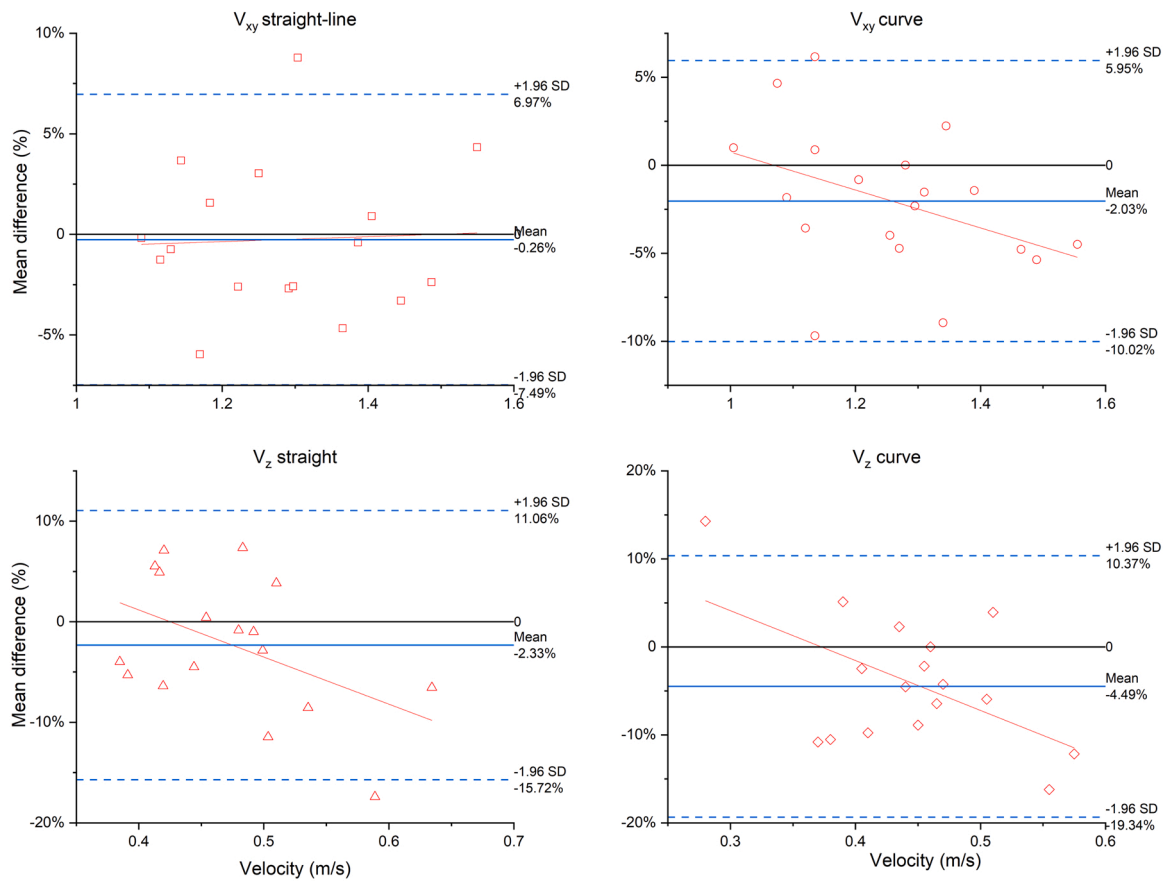 V_xy straight-line
10%
5%
0
-5%
+1.96 SD
6.97%
0
Mean
-0.26%
-1.96 SD
-7.49%
1
1.2
1.4
1.6
Mean difference (%)
V_xy curve
5%
0
-5%
-10%
+1.96 SD
5.95%
0
Mean
-2.03%
-1.96 SD
-10.02%
1
1.2
1.4
1.6
V_z straight
10%
0
-10%
-20%
+1.96 SD
11.06%
0
Mean
-2.33%
-1.96 SD
-15.72%
0.4
0.5
0.6
0.7
Mean difference (%)
Velocity (m/s)
V_z curve
20%
10%
0
-10%
-20%
+1.96 SD
10.37%
0
Mean
-4.49%
-1.96 SD
-19.34%
0.3
0.4
0.5
0.6
Velocity (m/s)